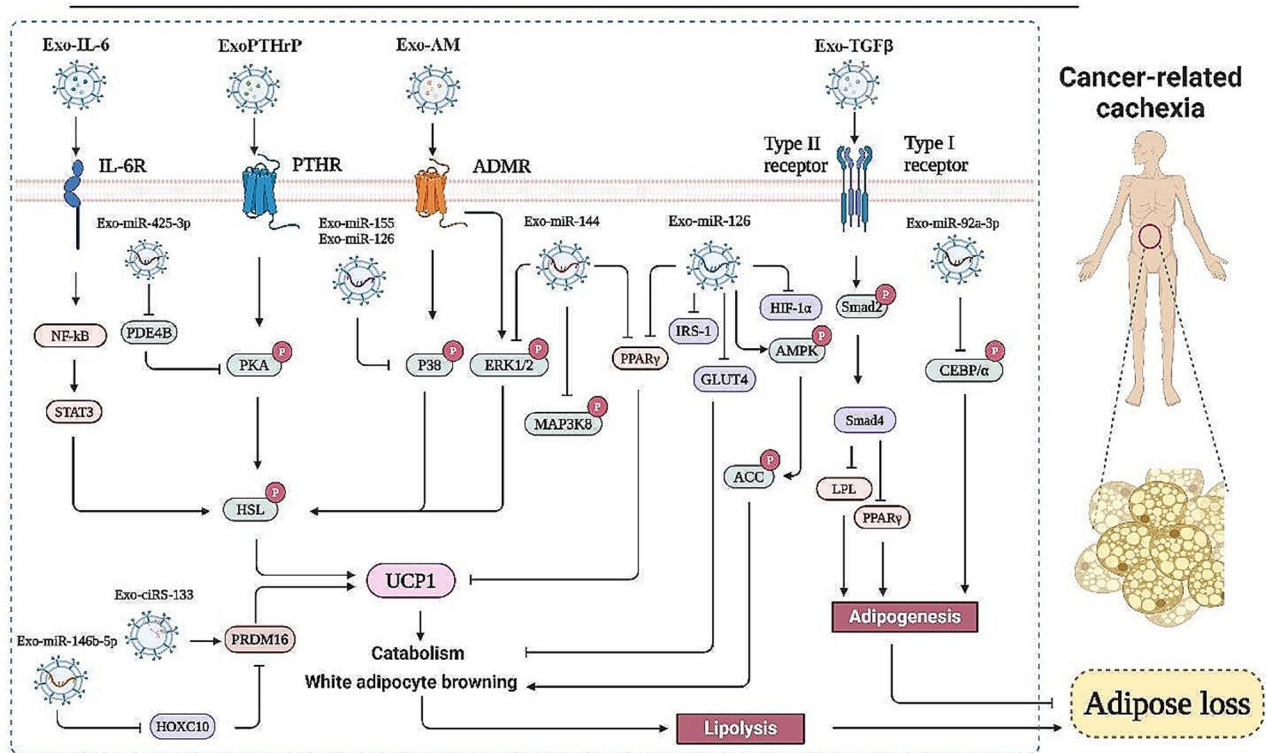 Exo-IL-6
ExoPTHrP
Exo-AM
Exo-TGFβ
Cancer-related
cachexia
IL-6R
PTHR
ADMR
Type II
receptor
Type I
receptor
Exo-miR-425-3p
Exo-miR-155
Exo-miR-126
Exo-miR-144
Exo-miR-126
Exo-miR-92a-3p
NF-kB
PDE4B
PKA
P
P38
P
ERK1/2
P
PPARγ
IRS-1
HIF-1α
AMPK
P
GLUT4
Smad2
P
CEBP/α
P
STAT3
MAP3K8
P
Smad4
HSL
P
ACC
P
LPL
PPARγ
UCP1
Adipogenesis
Exo-ciRS-133
Exo-miR-146b-5p
PRDM16
HOXC10
Catabolism
White adipocyte browning
Lipolysis
Adipose loss